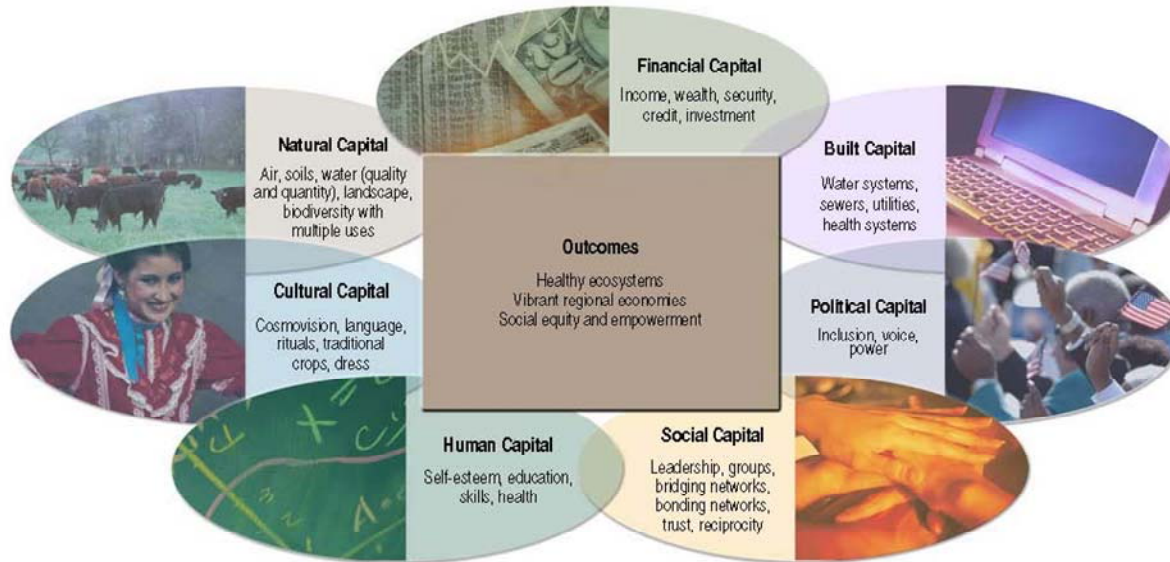 Financial Capital
Income, wealth, security,
credit, investment
Natural Capital
Air, soils, water (quality
and quantity), landscape,
biodiversity with
multiple uses
Built Capital
Water systems,
sewers, utilities,
health systems
Outcomes
Healthy ecosystems
Vibrant regional economies
Social equity and empowerment
Cultural Capital
Cosmovision, language,
rituals, traditional
crops, dress
Political Capital
Inclusion, voice,
power
Human Capital
Self-esteem, education,
skills, health
Social Capital
Leadership, groups,
bridging networks,
bonding networks,
trust, reciprocity